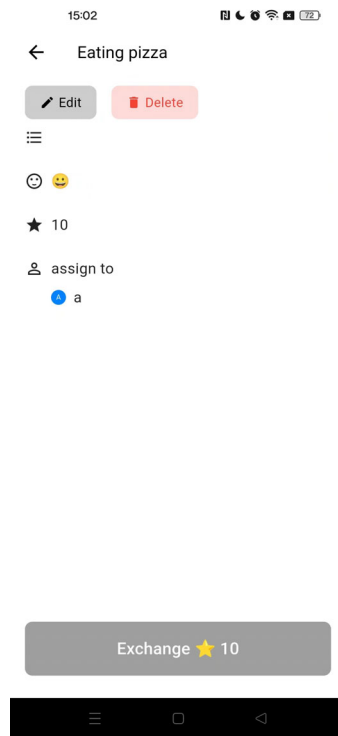 15:02
72
Eating pizza
Edit
Delete
😀
10
assign to
A
a
Exchange ⭐ 10